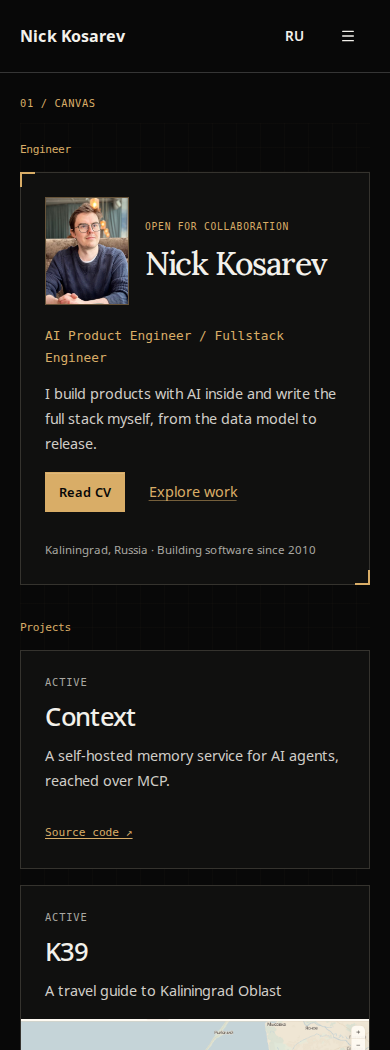 Nick Kosarev
RU
01 / CANVAS
Engineer
OPEN FOR COLLABORATION
Nick Kosarev
AI Product Engineer / Fullstack
Engineer
I build products with AI inside and write the
full stack myself, from the data model to
release.
Read CV
Explore work
Kaliningrad, Russia · Building software since 2010
Projects
ACTIVE
Context
A self-hosted memory service for AI agents,
reached over MCP.
Source code ↗
ACTIVE
K39
A travel guide to Kaliningrad Oblast